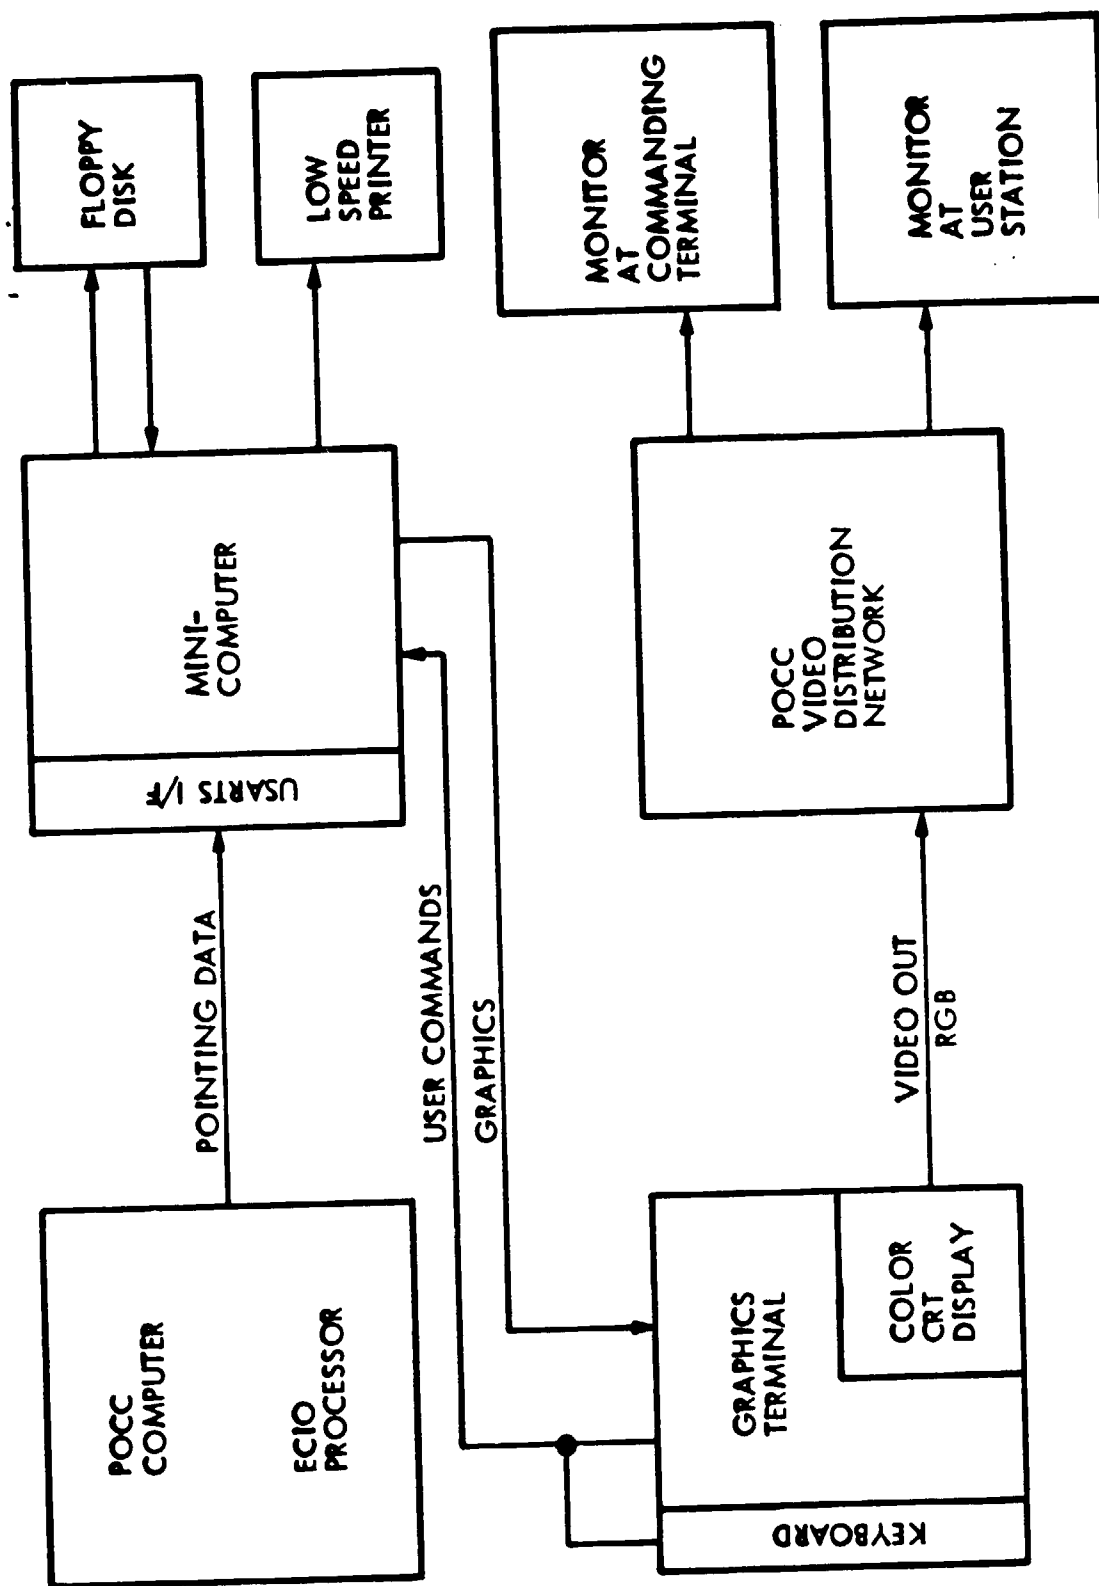 POCC
COMPUTER
ECIO
PROCESSOR
POINTING DATA
USARTS I/F
MINI-
COMPUTER
FLOPPY
DISK
LOW
SPEED
PRINTER
USER COMMANDS
GRAPHICS
KEYBOARD
GRAPHICS
TERMINAL
COLOR
CRT
DISPLAY
VIDEO OUT
RGB
POCC
VIDEO
DISTRIBUTION
NETWORK
MONITOR
AT
COMMANDING
TERMINAL
MONITOR
AT
USER
STATION